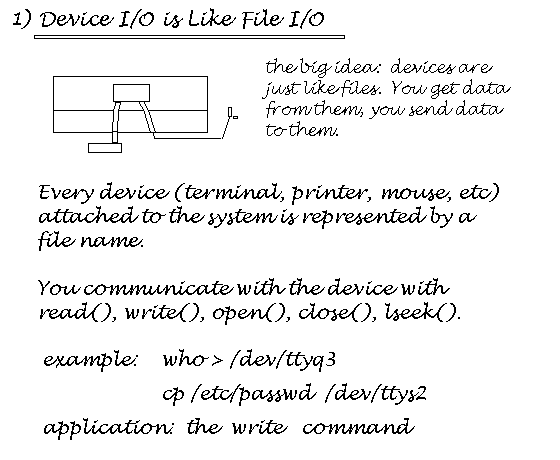 1) Device I/O is Like File I/O
the big idea: devices are
just like files. You get data
from them, you send data
to them.
Every device (terminal, printer, mouse, etc)
attached to the system is represented by a
file name.
You communicate with the device with
read(), write(), open(), close(), lseek().
example: who > /dev/ttyq3
cp /etc/passwd /dev/ttys2
application: the write command